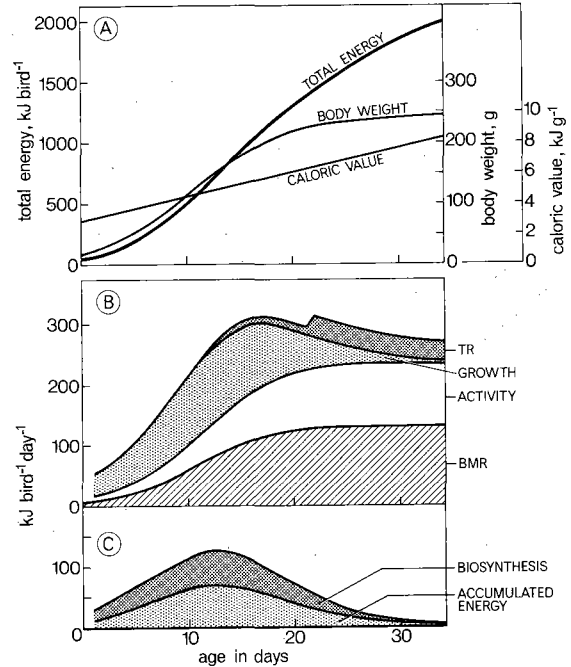 A
2000
1500
1000
500
0
total energy, kJ bird⁻¹
TOTAL ENERGY
BODY WEIGHT
CALORIC VALUE
300
200
100
0
body weight, g
10
8
6
4
2
0
caloric value, kJ g⁻¹
B
300
200
100
0
kJ bird⁻¹ day⁻¹
TR
GROWTH
ACTIVITY
BMR
C
100
BIOSYNTHESIS
ACCUMULATED
ENERGY
0
10
20
30
age in days